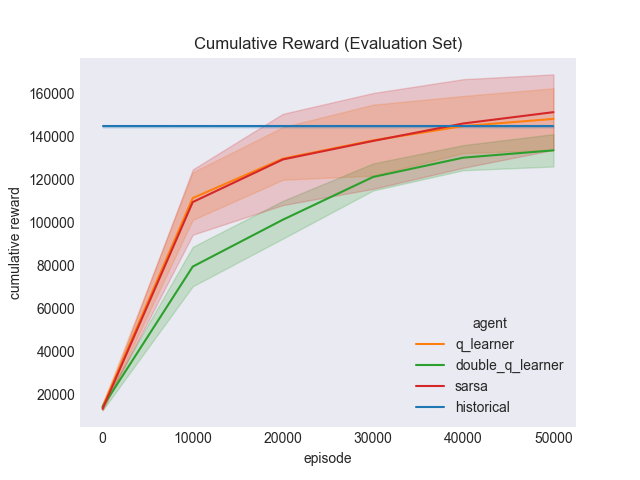 Cumulative Reward (Evaluation Set)
160000
140000
120000
100000
80000
60000
40000
20000
cumulative reward
agent
q_learner
double_q_learner
sarsa
historical
0 10000 20000 30000 40000 50000
episode